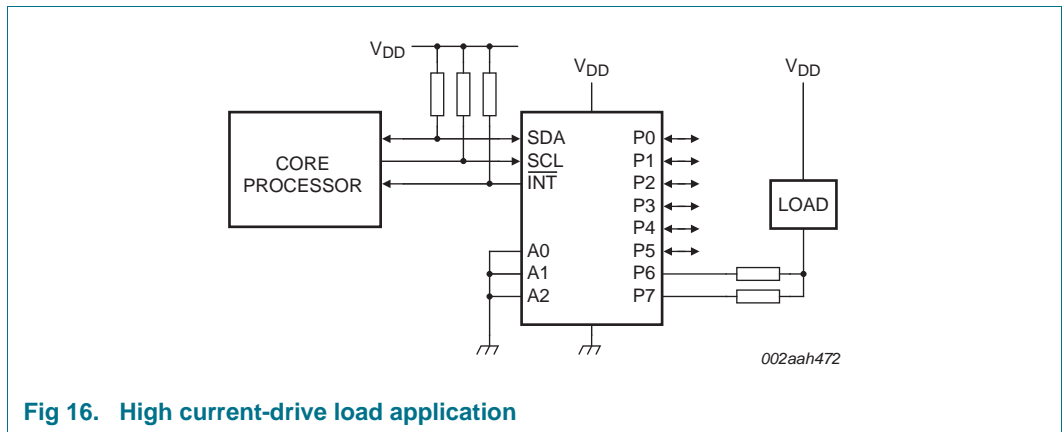 VDD
VDD
VDD
CORE
PROCESSOR
SDA
SCL
INT
A0
A1
A2
P0
P1
P2
P3
P4
P5
P6
P7
LOAD
002aah472
Fig 16. High current-drive load application